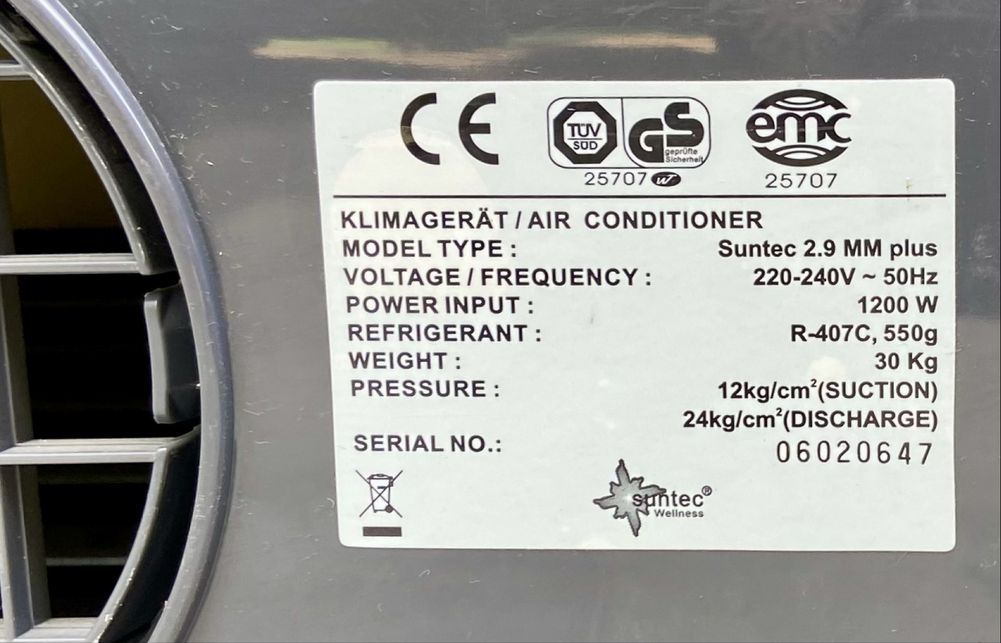 CE TÜV SÜD GS geprüfte Sicherheit emc
25707 W 25707
KLIMAGERÄT / AIR CONDITIONER
MODEL TYPE : Suntec 2.9 MM plus
VOLTAGE / FREQUENCY : 220-240V ~ 50Hz
POWER INPUT : 1200 W
REFRIGERANT : R-407C, 550g
WEIGHT : 30 Kg
PRESSURE : 12kg/cm²(SUCTION)
24kg/cm²(DISCHARGE)
SERIAL NO.: 06020647
suntec®
Wellness